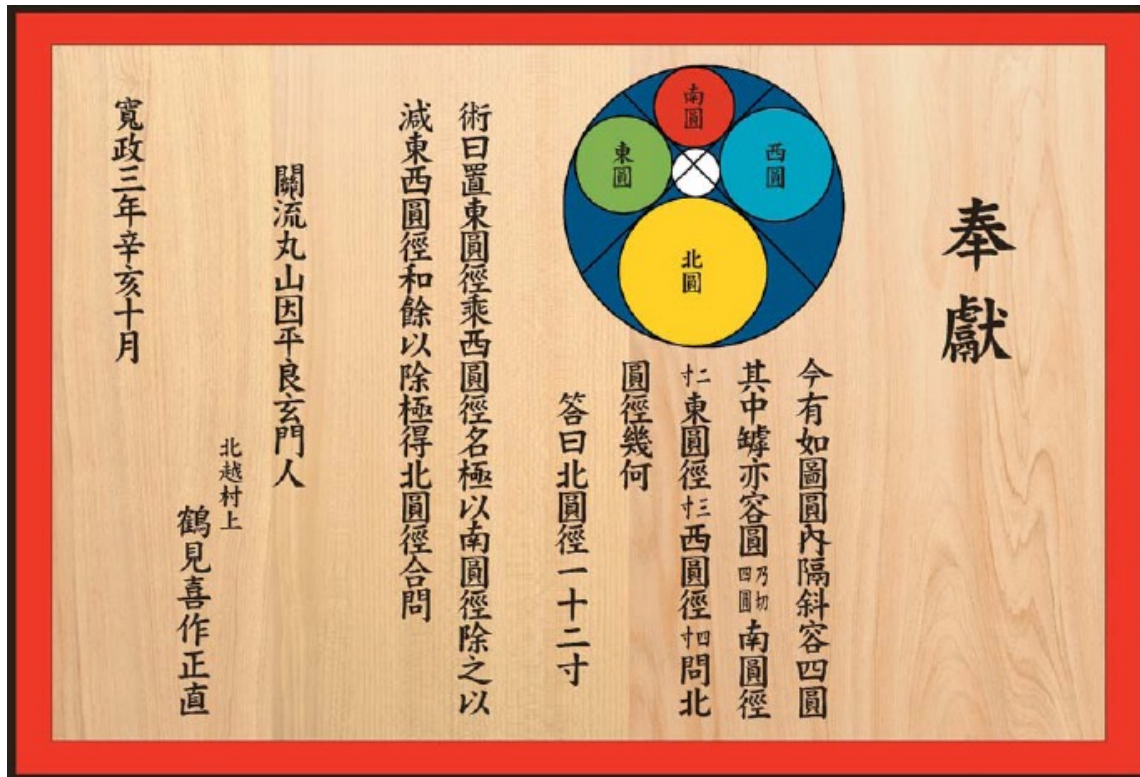 奉獻
南圓
東圓
西圓
北圓
今有如圖圓內隔斜容四圓
其中罅亦容圓乃切四圓南圓徑
二寸東圓徑三寸西圓徑四寸問北
圓徑幾何
答曰北圓徑一十二寸
術曰置東圓徑乘西圓徑名極以南圓徑除之以
減東西圓徑和餘以除極得北圓徑合問
關流丸山因平良玄門人
北越村上
鶴見喜作正直
寬政三年辛亥十月